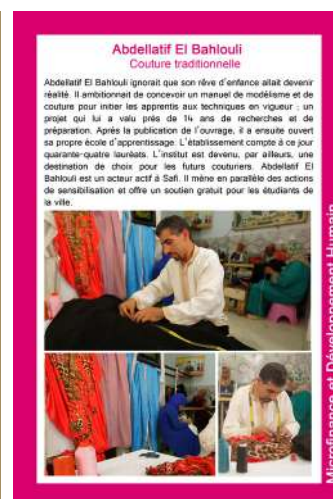 Abdellatif El Bahlouli
Couture traditionnelle
Abdellatif El Bahlouli ignorait que son rêve d'enfance allait devenir
réalité. Il ambitionnait de concevoir un manuel de modélisme et de
couture pour initier les apprentis aux techniques en vigueur ; un
projet qui lui a valu près de 14 ans de recherches et de
préparation. Après la publication de l'ouvrage, il a ensuite ouvert
sa propre école d'apprentissage. L'établissement compte à ce jour
quarante-quatre lauréats. L'institut est devenu, par ailleurs, une
destination de choix pour les futurs couturiers. Abdellatif El
Bahlouli est un acteur actif à Safi. Il mène en parallèle des actions
de sensibilisation et offre un soutien gratuit pour les étudiants de
la ville.
Microfinance et Développement Humain